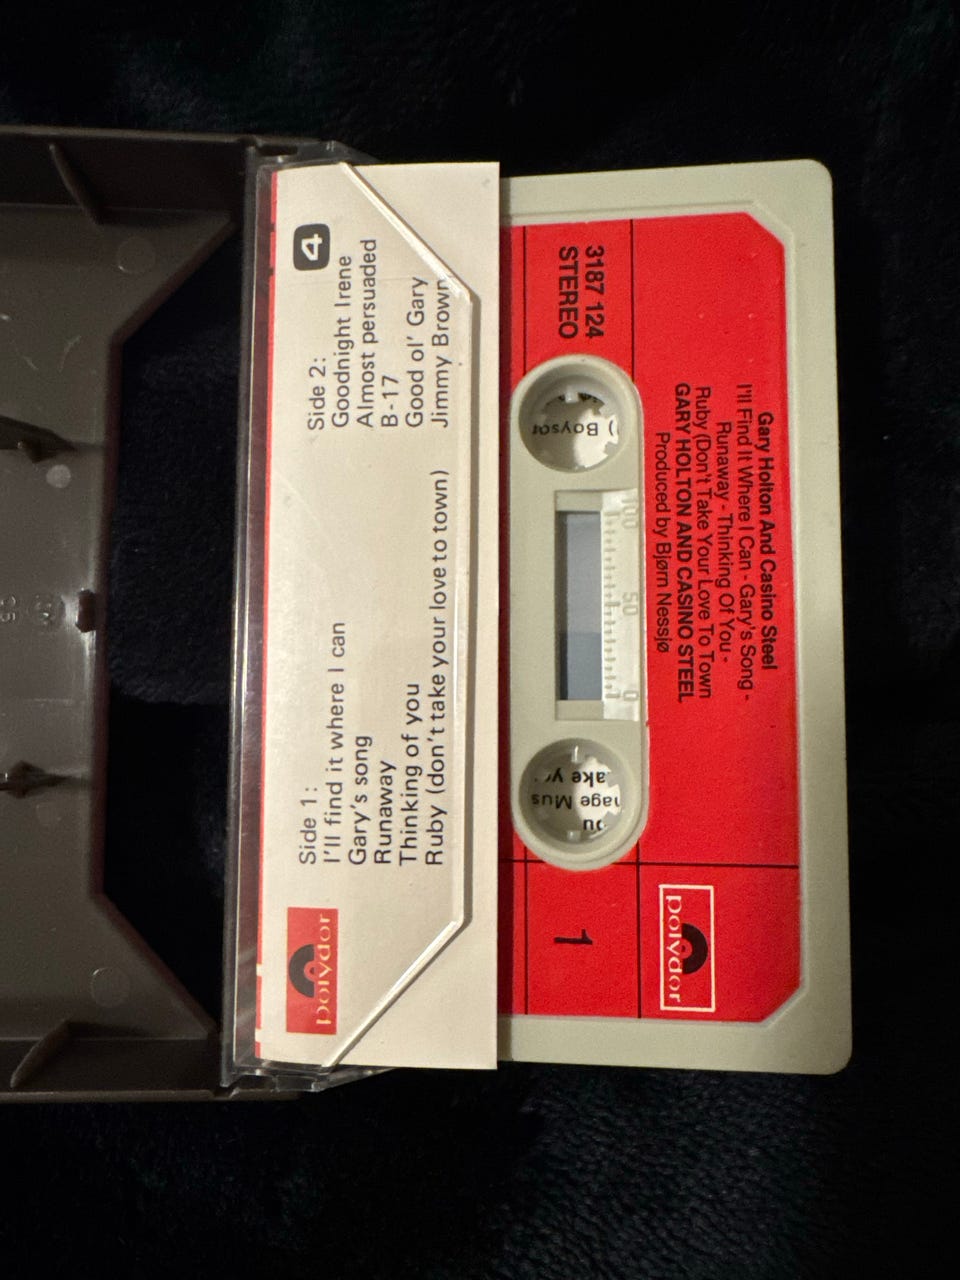 polydor
Side 1:
I'll find it where I can
Gary's song
Runaway
Thinking of you
Ruby (don't take your love to town)
4
Side 2:
Goodnight Irene
Almost persuaded
B-17
Good ol' Gary
Jimmy Brown
3187 124
STEREO
Gary Holton And Casino Steel
I'll Find It Where I Can - Gary's Song -
Runaway - Thinking Of You -
Ruby (Don't Take Your Love To Town
GARY HOLTON AND CASINO STEEL
Produced by Bjørn Nessjø
100 50 0
1
polydor